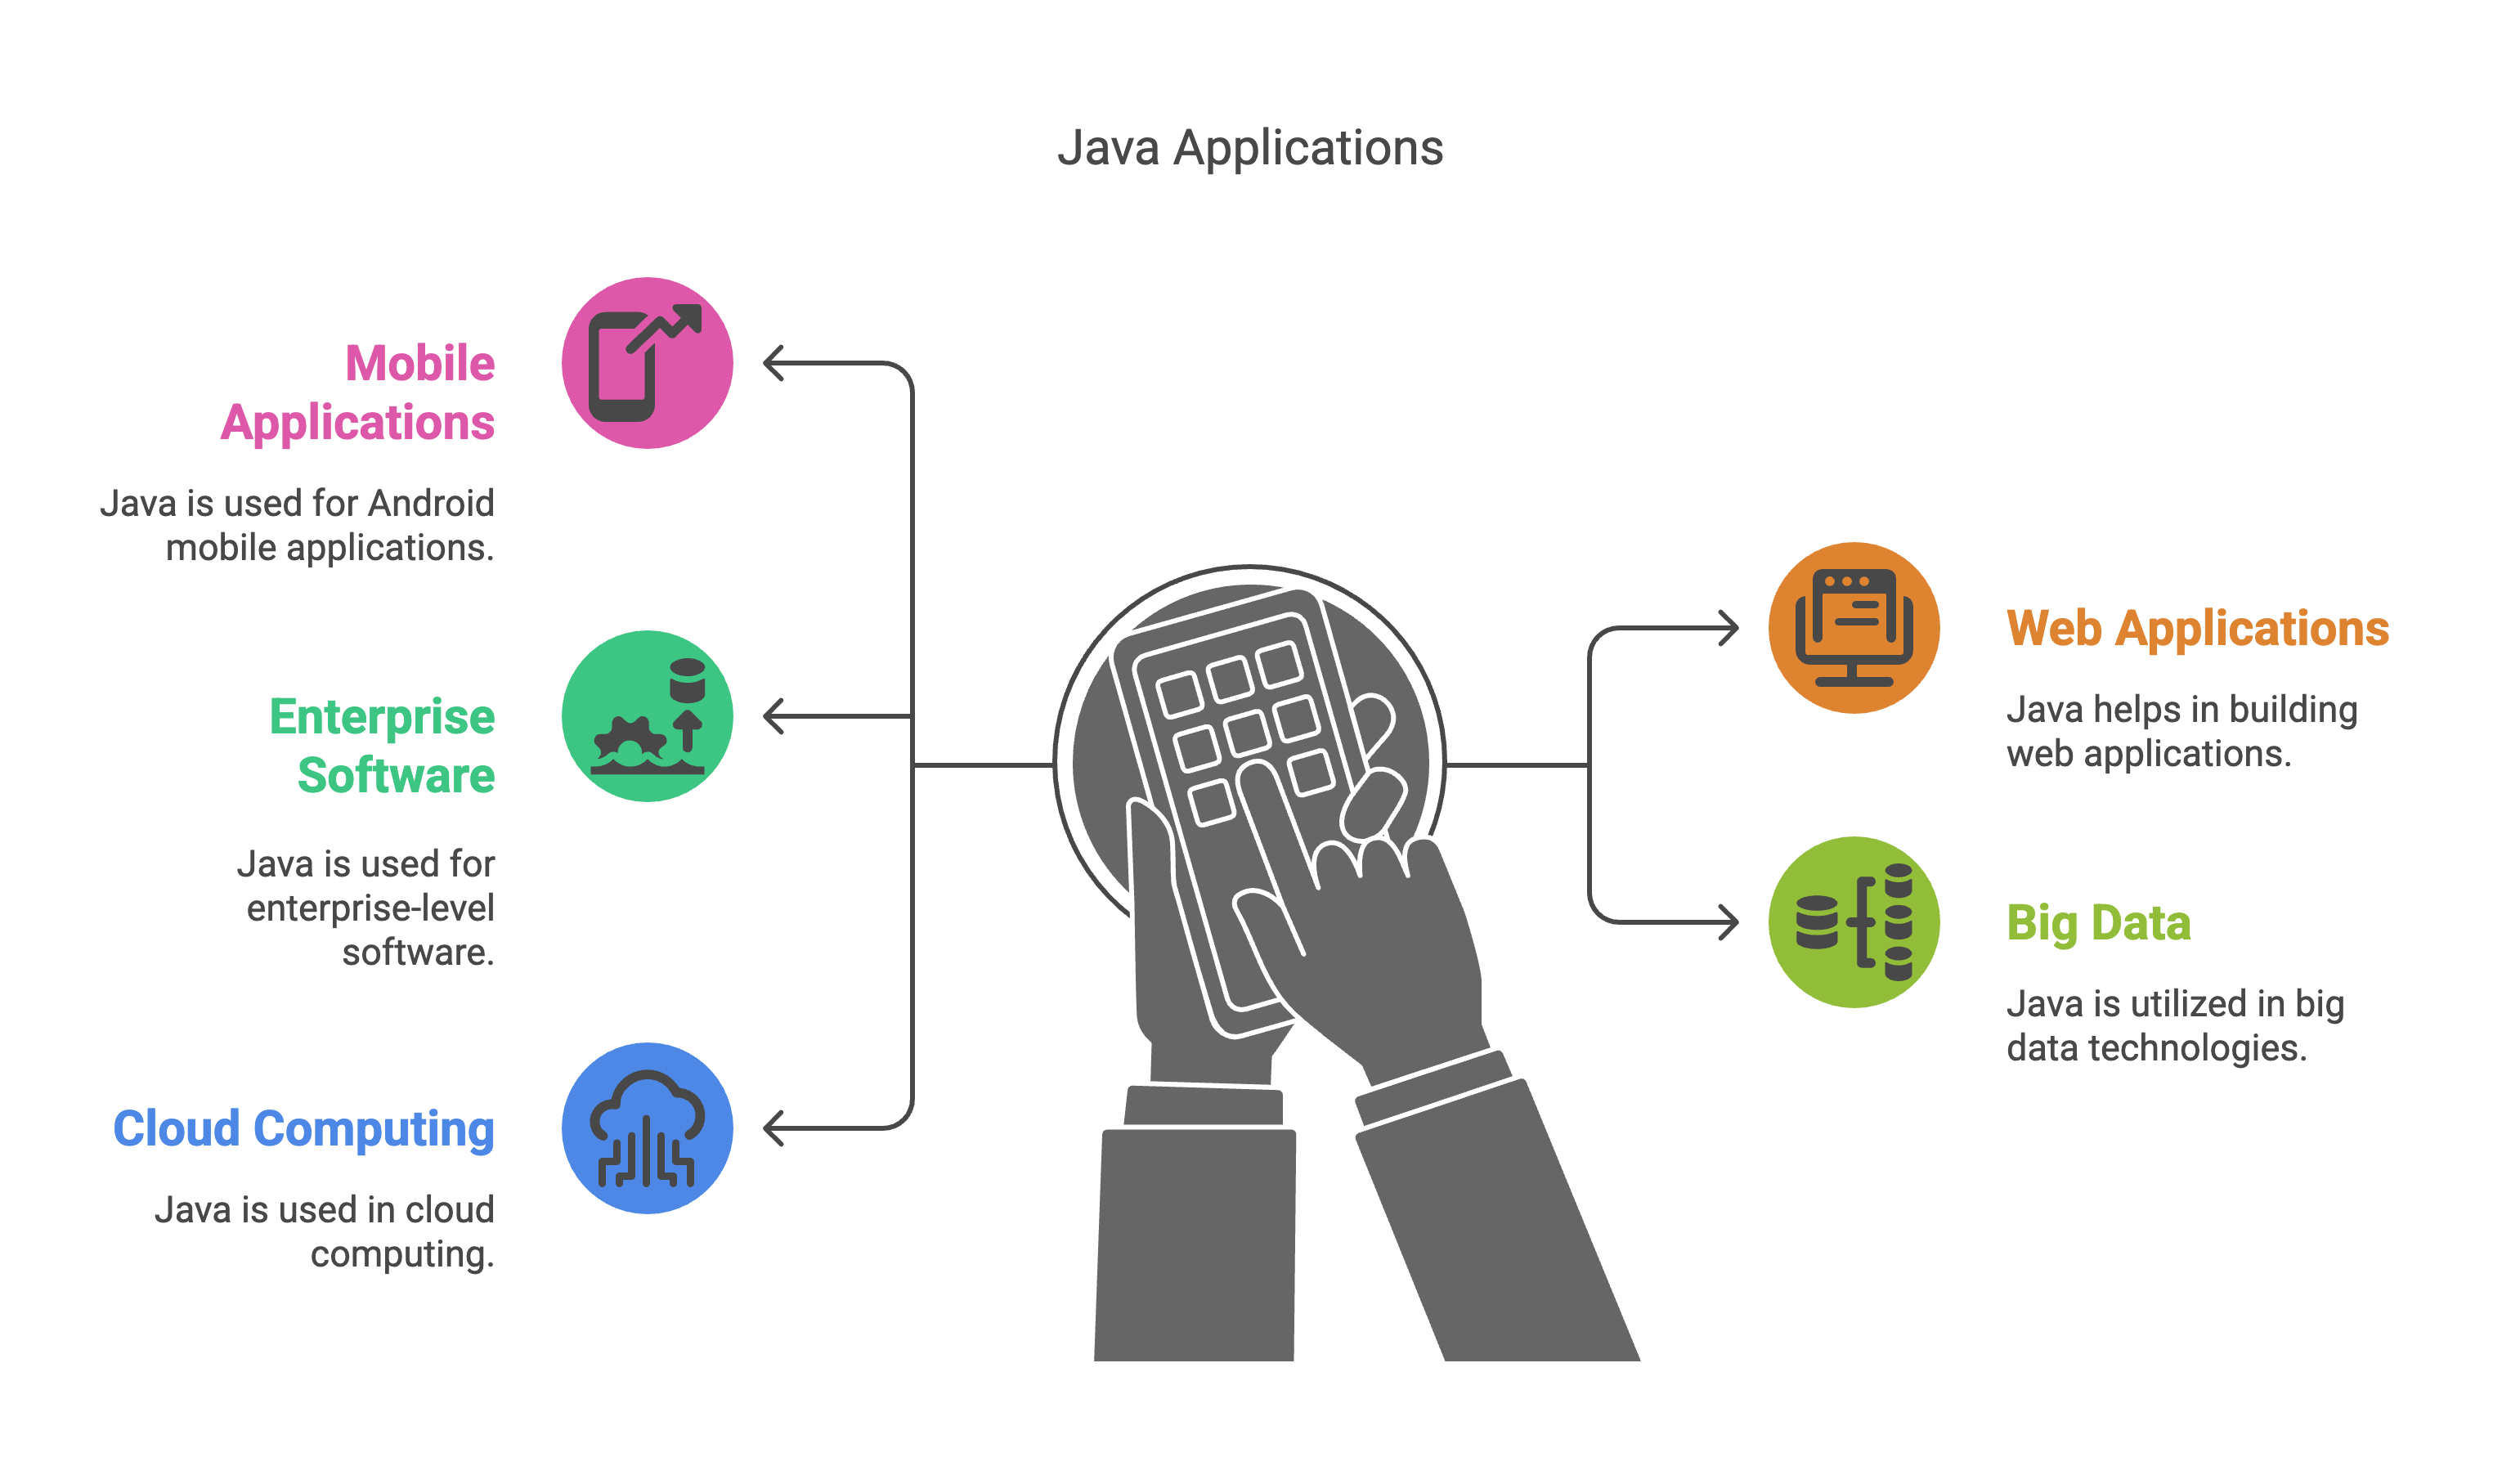 Java Applications
Mobile
Applications
Java is used for Android
mobile applications.
Enterprise
Software
Java is used for
enterprise-level
software.
Cloud Computing
Java is used in cloud
computing.
Web Applications
Java helps in building
web applications.
Big Data
Java is utilized in big
data technologies.